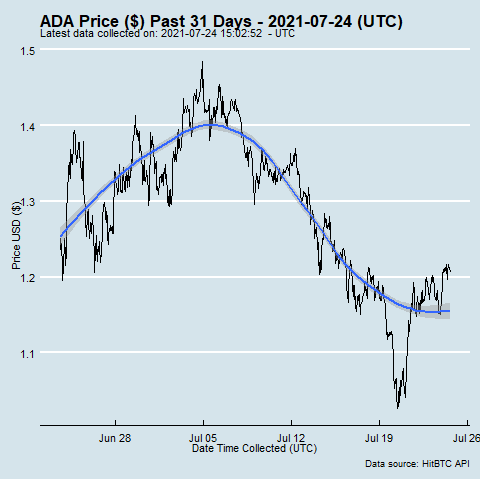 ADA Price ($) Past 31 Days - 2021-07-24 (UTC)
Latest data collected on: 2021-07-24 15:02:52 - UTC
1.5
1.4
1.3
1.2
1.1
Price USD ($)
Jun 28
Jul 05
Jul 12
Jul 19
Jul 26
Date Time Collected (UTC)
Data source: HitBTC API